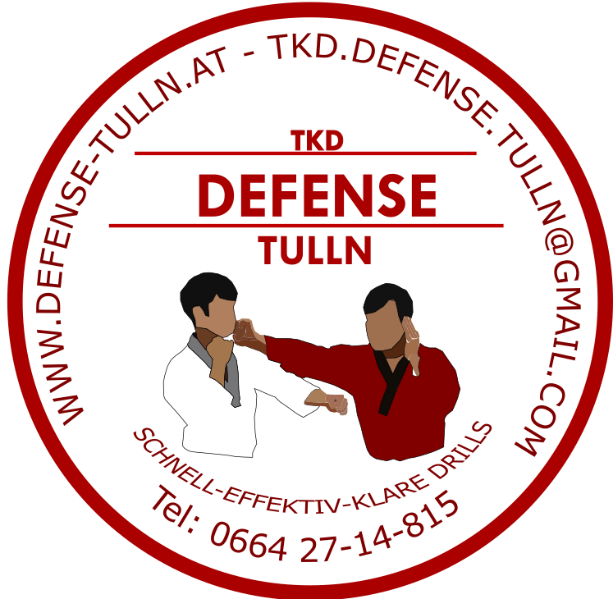 WWW.DEFENSE-TULLN.AT - TKD.DEFENSE.TULLN@GMAIL.COM
TKD
DEFENSE
TULLN
SCHNELL-EFFEKTIV-KLARE DRILLS
Tel: 0664 27-14-815